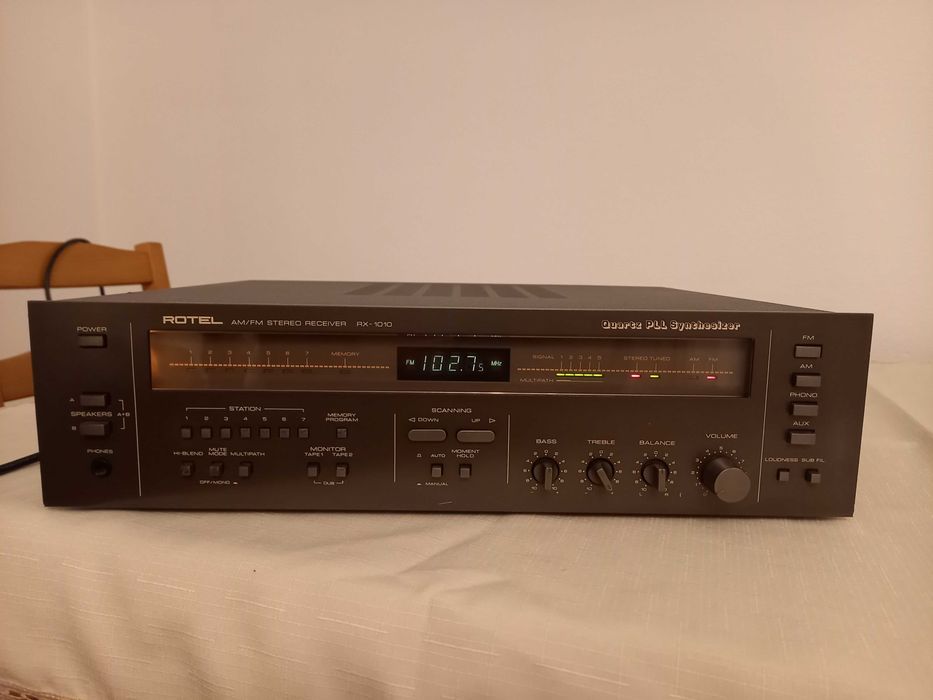 ROTEL AM/FM STEREO RECEIVER RX-1010
Quartz PLL Synthesizer
POWER
1 2 3 4 5 6 7 MEMORY
FM 102.75 MHz
SIGNAL 1 2 3 4 5
MULTIPATH
STEREO TUNED AM FM
A
SPEAKERS A+B
B
PHONES
STATION
1 2 3 4 5 6 7
MEMORY
PROGRAM
HI-BLEND
MUTE
MODE
MULTIPATH
OFF/MONO
MONITOR
TAPE1 TAPE2
DUB
SCANNING
DOWN UP
AUTO
MOMENT
HOLD
MANUAL
BASS
TREBLE
BALANCE
L R
VOLUME
FM
AM
PHONO
AUX
LOUDNESS SUB FIL.